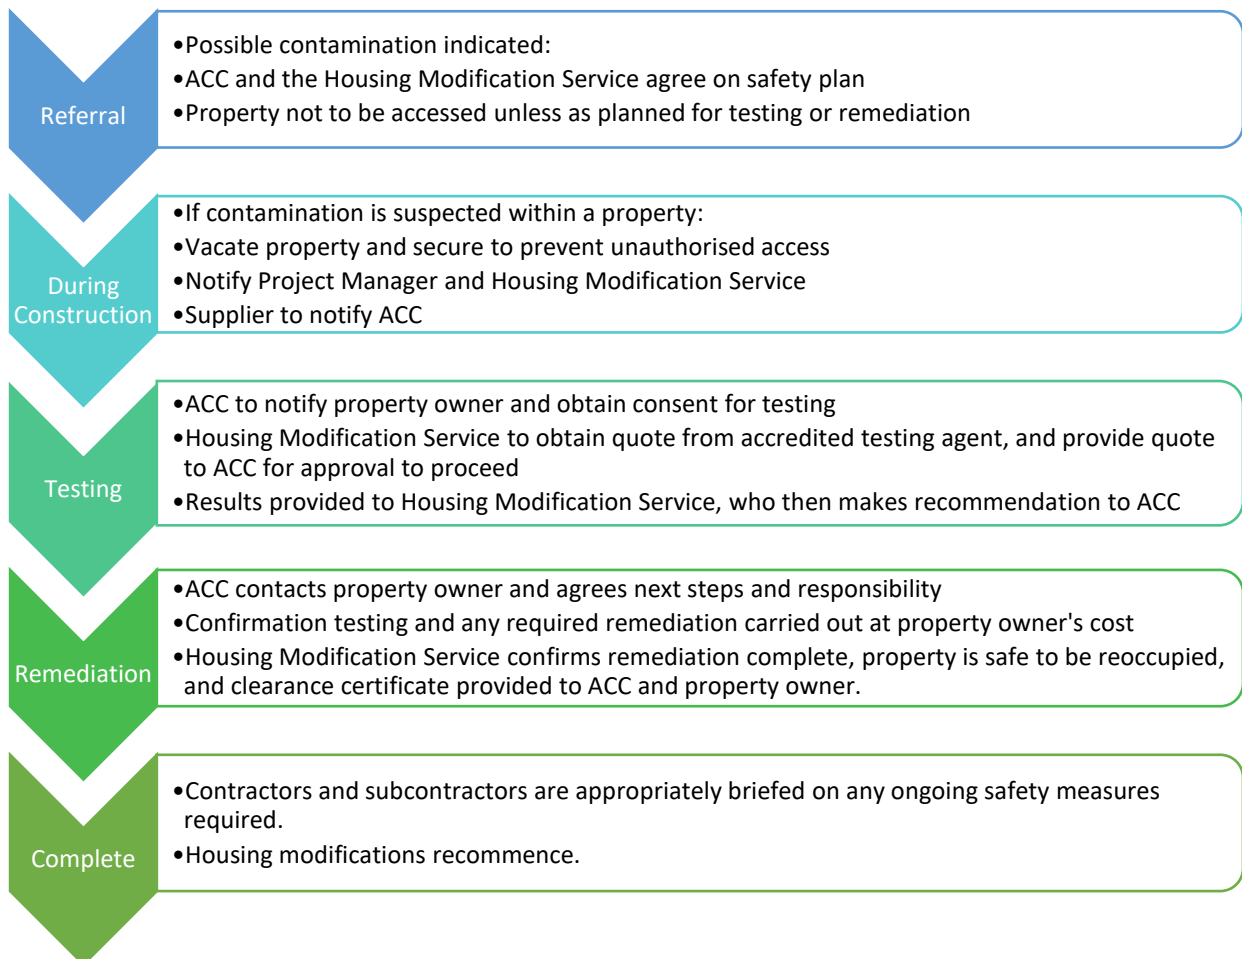 Referral
•Possible contamination indicated:
•ACC and the Housing Modification Service agree on safety plan
•Property not to be accessed unless as planned for testing or remediation
During
Construction
•If contamination is suspected within a property:
•Vacate property and secure to prevent unauthorised access
•Notify Project Manager and Housing Modification Service
•Supplier to notify ACC
Testing
•ACC to notify property owner and obtain consent for testing
•Housing Modification Service to obtain quote from accredited testing agent, and provide quote
to ACC for approval to proceed
•Results provided to Housing Modification Service, who then makes recommendation to ACC
Remediation
•ACC contacts property owner and agrees next steps and responsibility
•Confirmation testing and any required remediation carried out at property owner's cost
•Housing Modification Service confirms remediation complete, property is safe to be reoccupied,
and clearance certificate provided to ACC and property owner.
Complete
•Contractors and subcontractors are appropriately briefed on any ongoing safety measures
required.
•Housing modifications recommence.